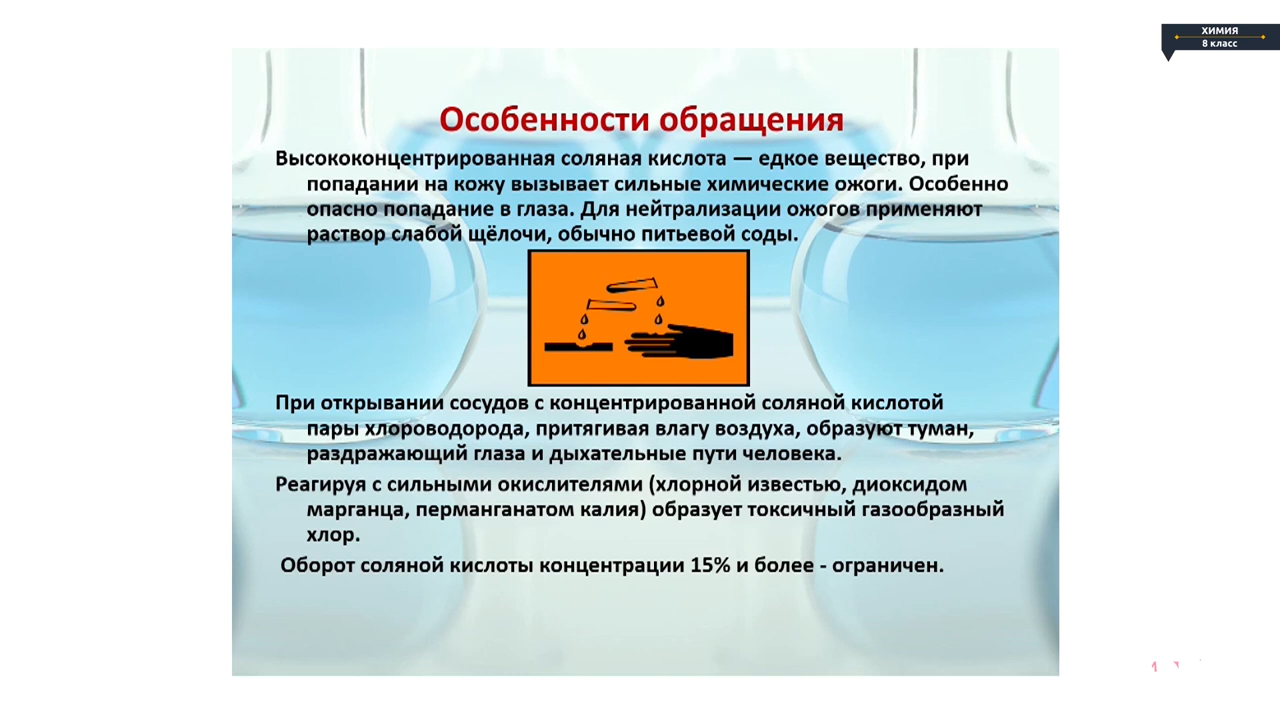 ХИМИЯ
8 класс
Особенности обращения
Высококонцентрированная соляная кислота — едкое вещество, при
попадании на кожу вызывает сильные химические ожоги. Особенно
опасно попадание в глаза. Для нейтрализации ожогов применяют
раствор слабой щёлочи, обычно питьевой соды.
При открывании сосудов с концентрированной соляной кислотой
пары хлороводорода, притягивая влагу воздуха, образуют туман,
раздражающий глаза и дыхательные пути человека.
Реагируя с сильными окислителями (хлорной известью, диоксидом
марганца, перманганатом калия) образует токсичный газообразный
хлор.
Оборот соляной кислоты концентрации 15% и более - ограничен.